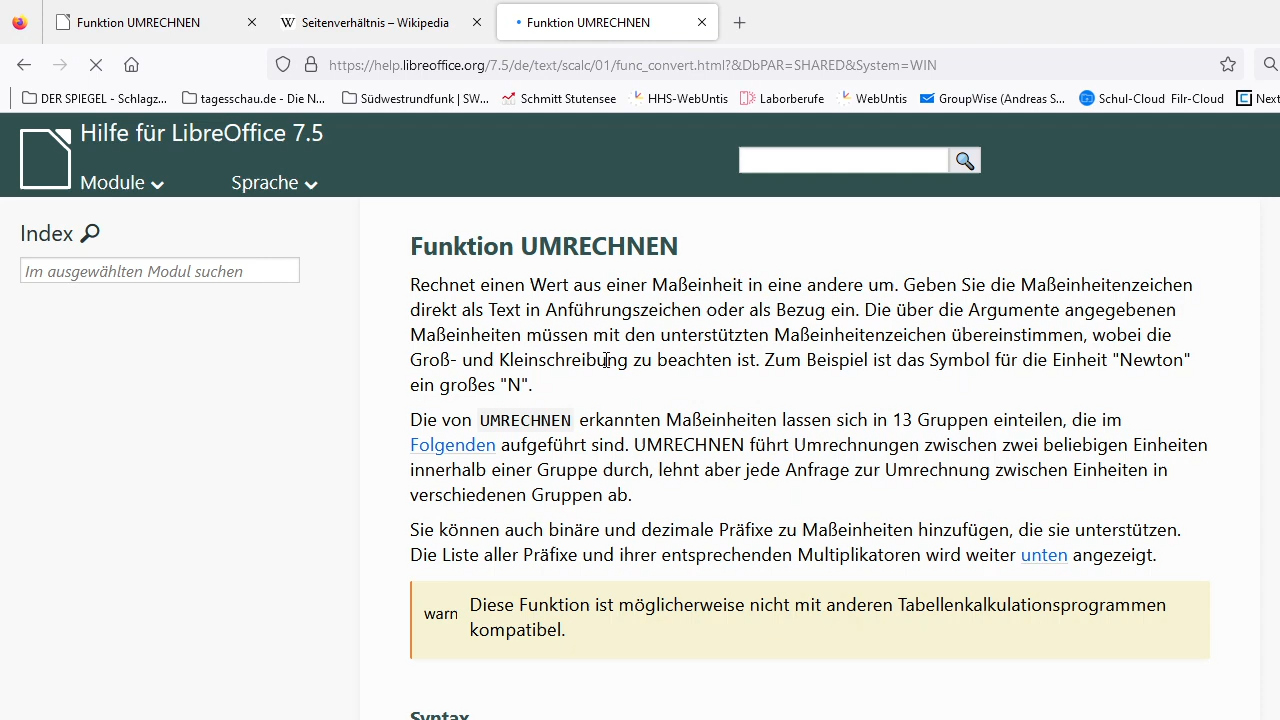 Funktion UMRECHNEN
Seitenverhältnis – Wikipedia
Funktion UMRECHNEN
https://help.libreoffice.org/7.5/de/text/scalc/01/func_convert.html?&DbPAR=SHARED&System=WIN
DER SPIEGEL - Schlagz...
tagesschau.de - Die N...
Südwestrundfunk | SW...
Schmitt Stutensee
HHS-WebUntis
Laborberufe
WebUntis
GroupWise (Andreas S...
Schul-Cloud Filr-Cloud
Next
Hilfe für LibreOffice 7.5
Module
Sprache
Index
Im ausgewählten Modul suchen
Funktion UMRECHNEN
Rechnet einen Wert aus einer Maßeinheit in eine andere um. Geben Sie die Maßeinheitenzeichen
direkt als Text in Anführungszeichen oder als Bezug ein. Die über die Argumente angegebenen
Maßeinheiten müssen mit den unterstützten Maßeinheitenzeichen übereinstimmen, wobei die
Groß- und Kleinschreibung zu beachten ist. Zum Beispiel ist das Symbol für die Einheit "Newton"
ein großes "N".
Die von UMRECHNEN erkannten Maßeinheiten lassen sich in 13 Gruppen einteilen, die im
Folgenden aufgeführt sind. UMRECHNEN führt Umrechnungen zwischen zwei beliebigen Einheiten
innerhalb einer Gruppe durch, lehnt aber jede Anfrage zur Umrechnung zwischen Einheiten in
verschiedenen Gruppen ab.
Sie können auch binäre und dezimale Präfixe zu Maßeinheiten hinzufügen, die sie unterstützen.
Die Liste aller Präfixe und ihrer entsprechenden Multiplikatoren wird weiter unten angezeigt.
warn
Diese Funktion ist möglicherweise nicht mit anderen Tabellenkalkulationsprogrammen
kompatibel.
Syntax